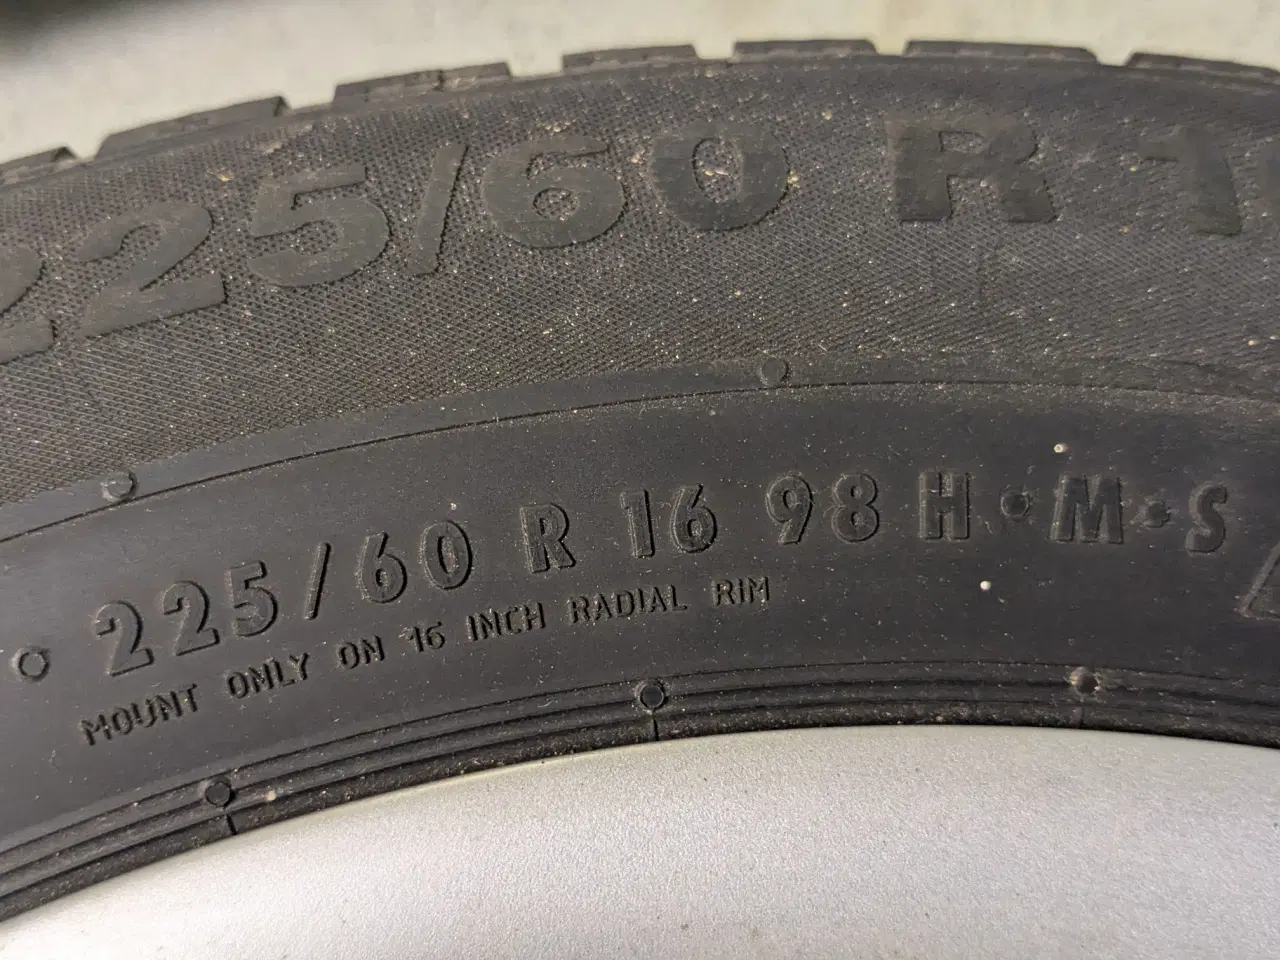 225/60 R 1
225/60 R 16 98 H • M • S
MOUNT ONLY ON 16 INCH RADIAL RIM